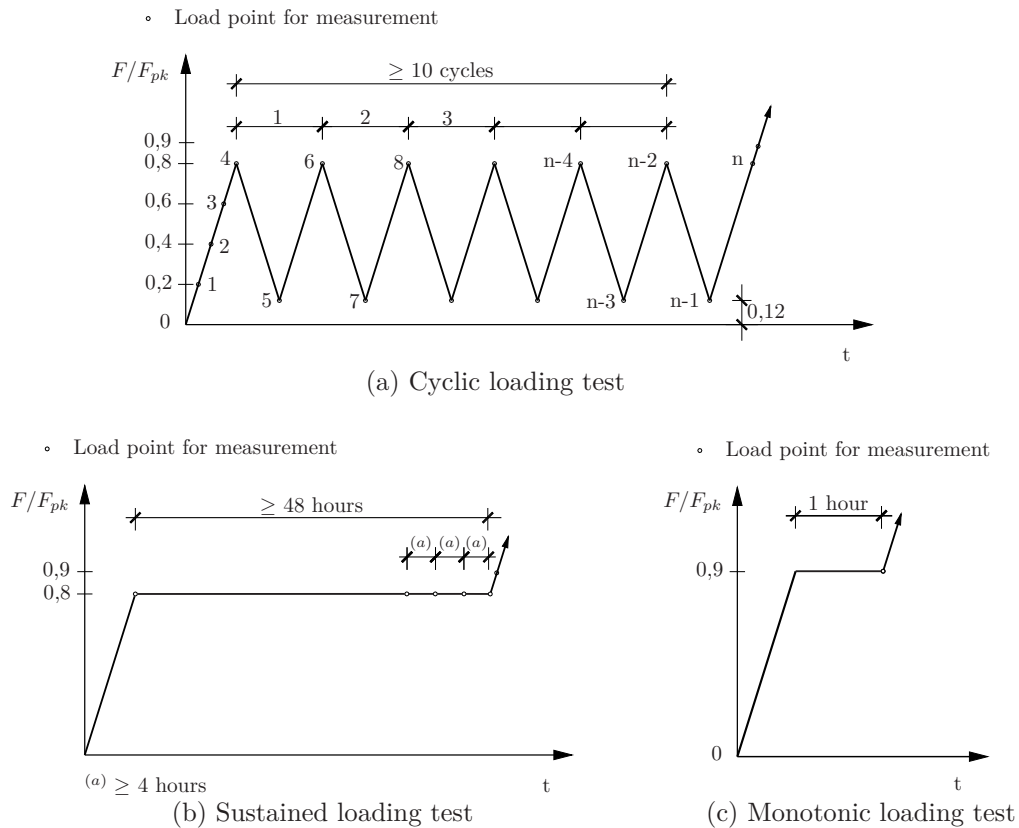 Load point for measurement
F/F_pk
≥ 10 cycles
1 2 3
0,9
0,8
0,6
0,4
0,2
0
4 6 8 n-4 n-2 n
3
2
1
5 7 n-3 n-1
0,12
t
(a) Cyclic loading test
Load point for measurement
F/F_pk
≥ 48 hours
(a) (a) (a)
0,9
0,8
(a) ≥ 4 hours
t
(b) Sustained loading test
Load point for measurement
F/F_pk
1 hour
0,9
0
t
(c) Monotonic loading test